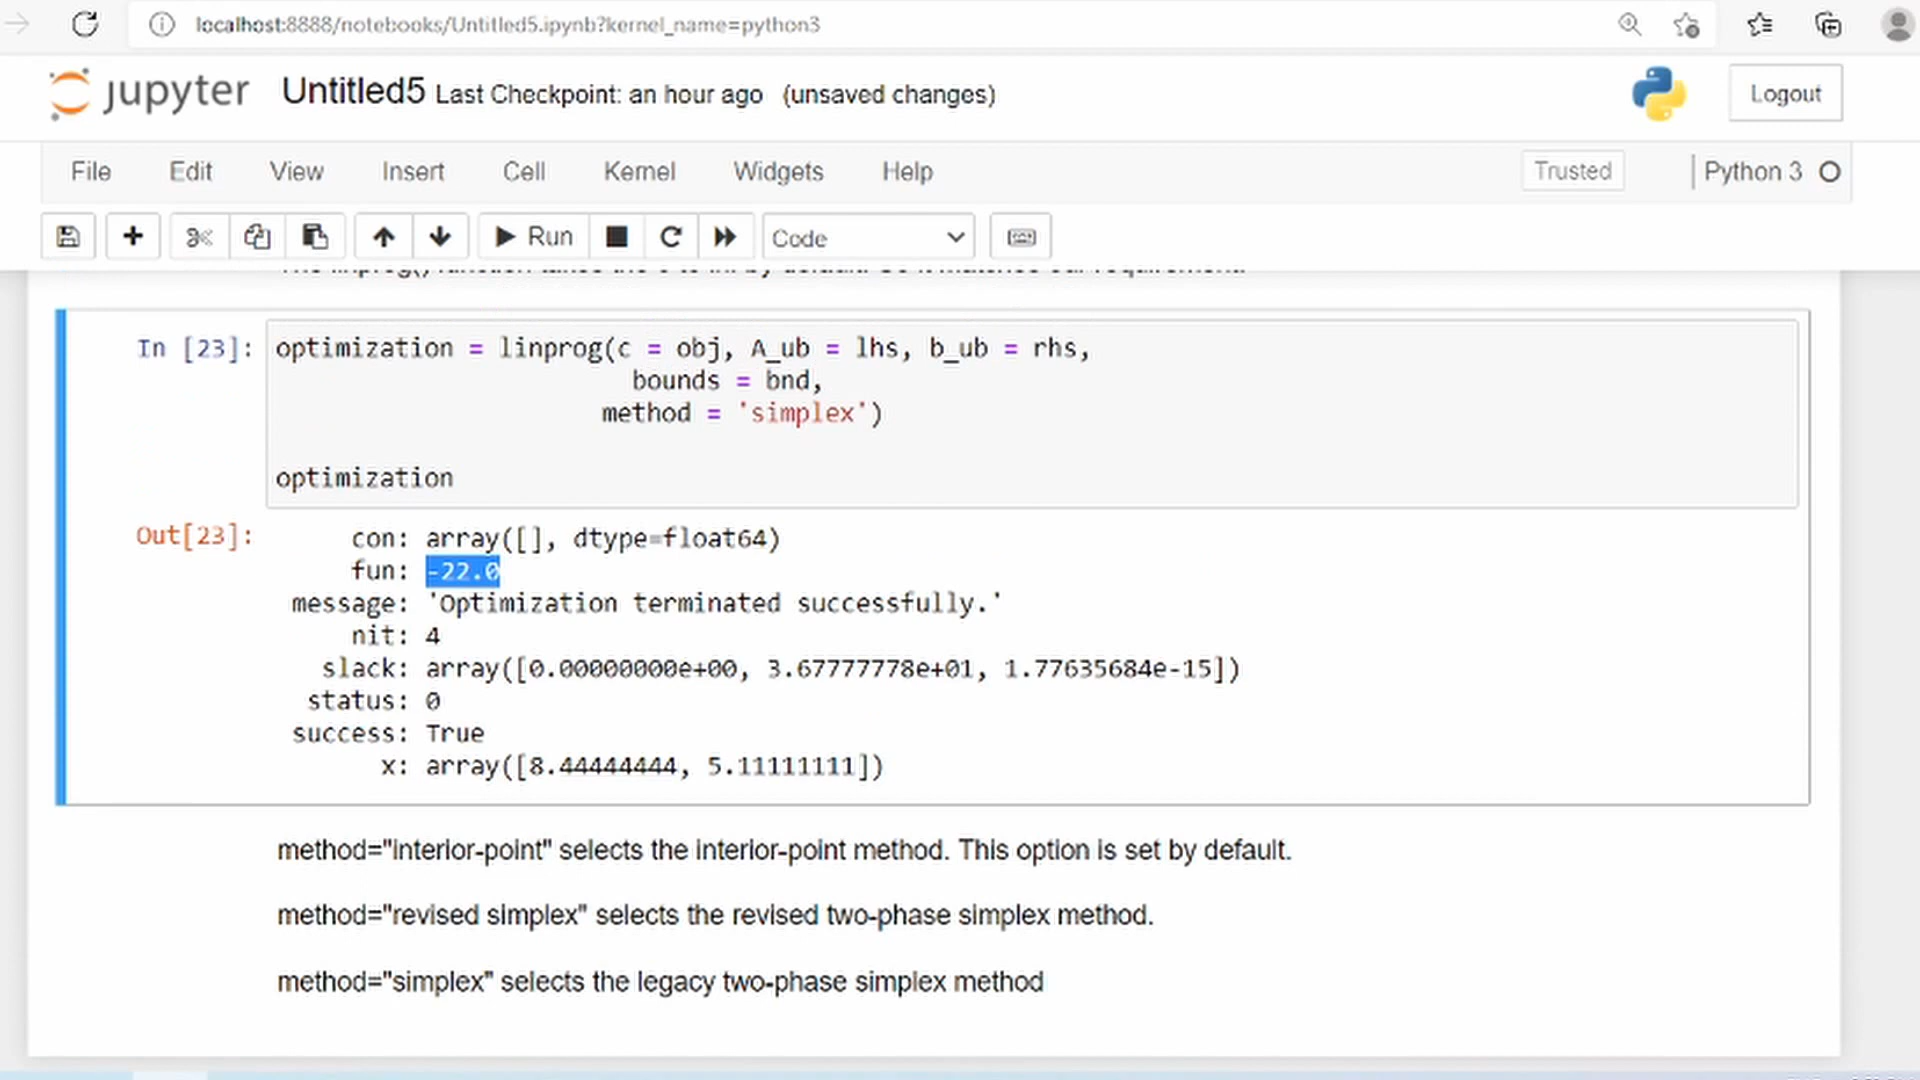 localhost:8888/notebooks/Untitled5.ipynb?kernel_name=python3
jupyter Untitled5 Last Checkpoint: an hour ago (unsaved changes)
Logout
File Edit View Insert Cell Kernel Widgets Help
Trusted
Python 3
Run
Code
In [23]: optimization = linprog(c = obj, A_ub = lhs, b_ub = rhs,
bounds = bnd,
method = 'simplex')
optimization
Out[23]: con: array([], dtype=float64)
fun: -22.0
message: 'Optimization terminated successfully.'
nit: 4
slack: array([0.00000000e+00, 3.67777778e+01, 1.77635684e-15])
status: 0
success: True
x: array([8.44444444, 5.11111111])
method="interior-point" selects the interior-point method. This option is set by default.
method="revised simplex" selects the revised two-phase simplex method.
method="simplex" selects the legacy two-phase simplex method